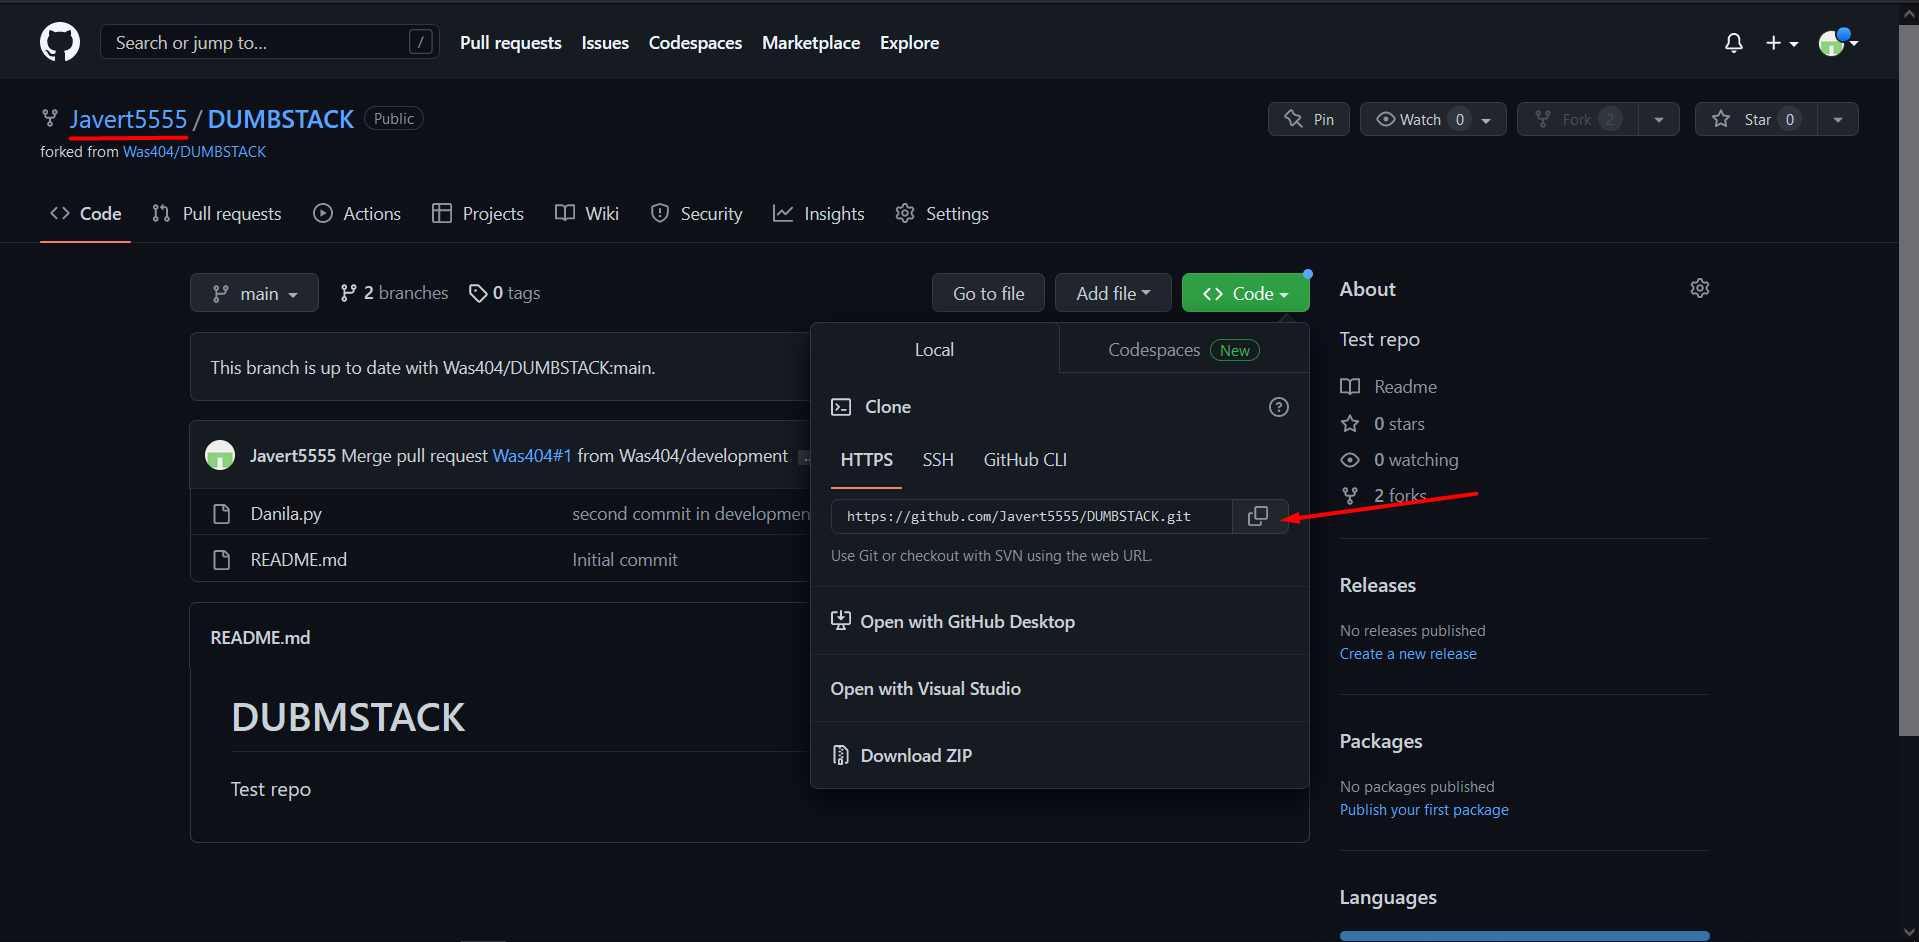 Search or jump to... /
Pull requests Issues Codespaces Marketplace Explore
Javert5555 / DUMBSTACK Public
Pin Watch 0 Fork 2 Star 0
forked from Was404/DUMBSTACK
Code Pull requests Actions Projects Wiki Security Insights Settings
main 2 branches 0 tags
Go to file Add file Code
This branch is up to date with Was404/DUMBSTACK:main.
Javert5555 Merge pull request Was404#1 from Was404/development ...
Danila.py second commit in developmen
README.md Initial commit
README.md
DUBMSTACK
Test repo
Local Codespaces New
Clone
HTTPS SSH GitHub CLI
https://github.com/Javert5555/DUMBSTACK.git
Use Git or checkout with SVN using the web URL.
Open with GitHub Desktop
Open with Visual Studio
Download ZIP
About
Test repo
Readme
0 stars
0 watching
2 forks
Releases
No releases published
Create a new release
Packages
No packages published
Publish your first package
Languages